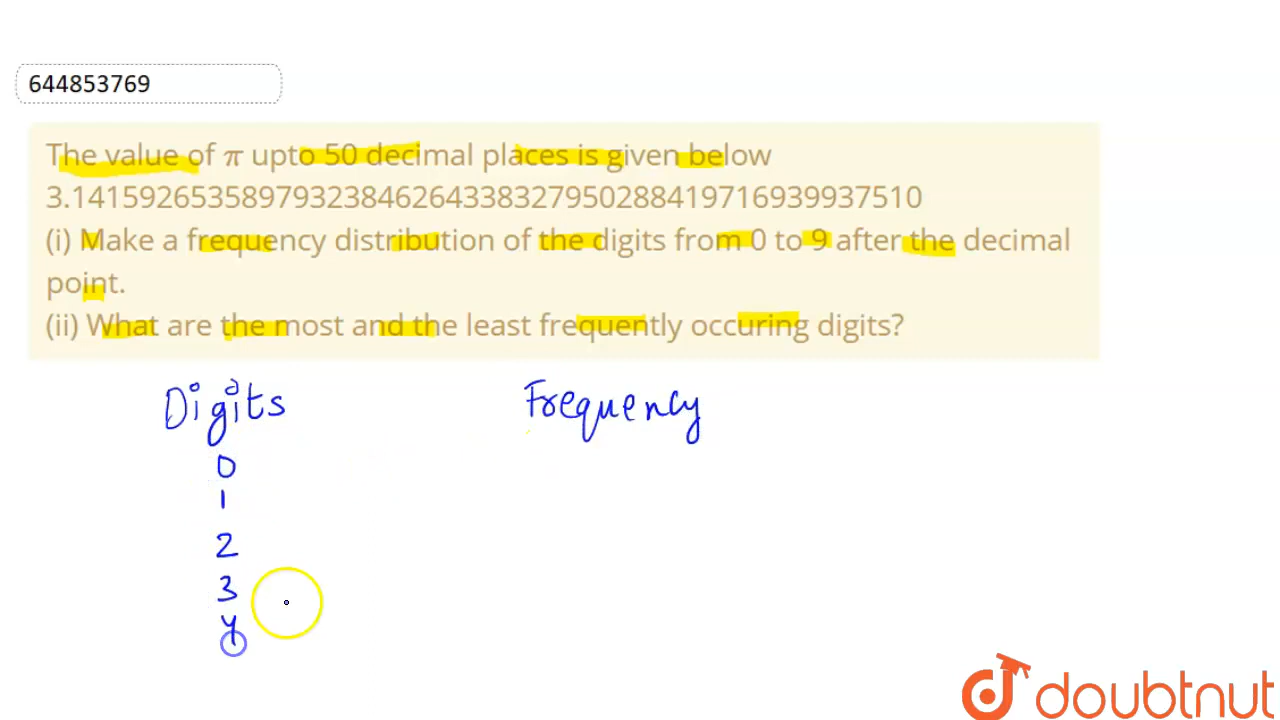 644853769
The value of π upto 50 decimal places is given below
3.14159265358979323846264338327950288419716939937510
(i) Make a frequency distribution of the digits from 0 to 9 after the decimal
point.
(ii) What are the most and the least frequently occuring digits?
Digits Frequency
0
1
2
3
4
doubtnut